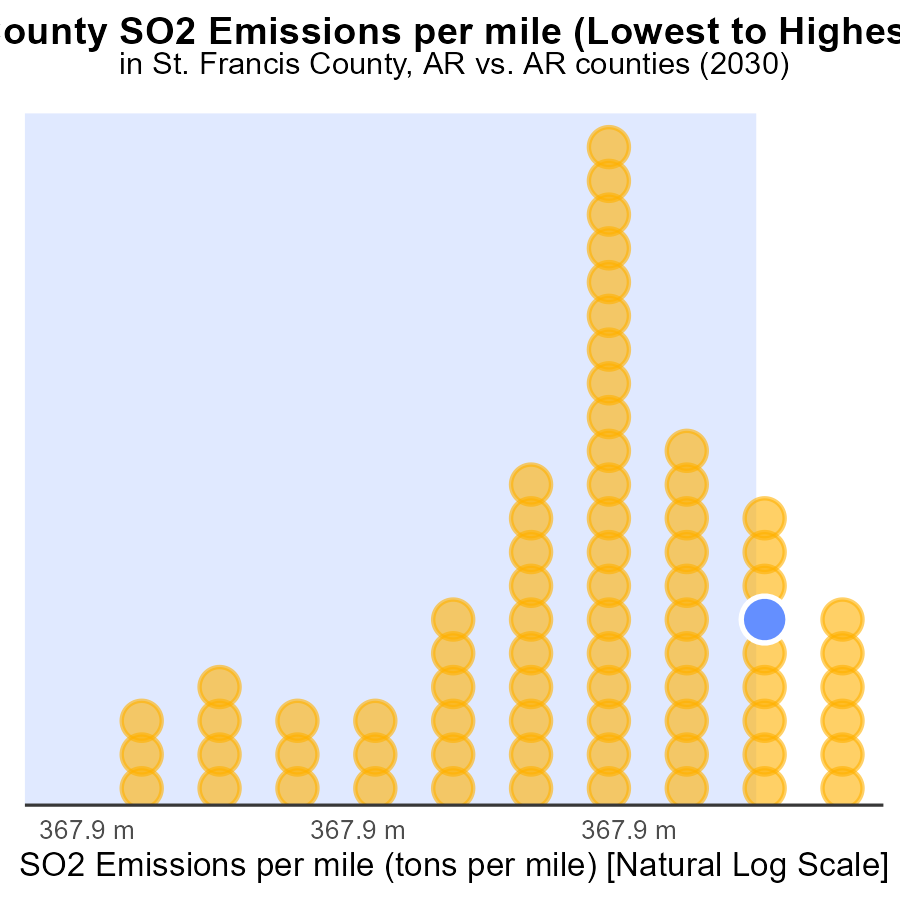 ounty SO2 Emissions per mile (Lowest to Highes
in St. Francis County, AR vs. AR counties (2030)
367.9 m 367.9 m 367.9 m
SO2 Emissions per mile (tons per mile) [Natural Log Scale]